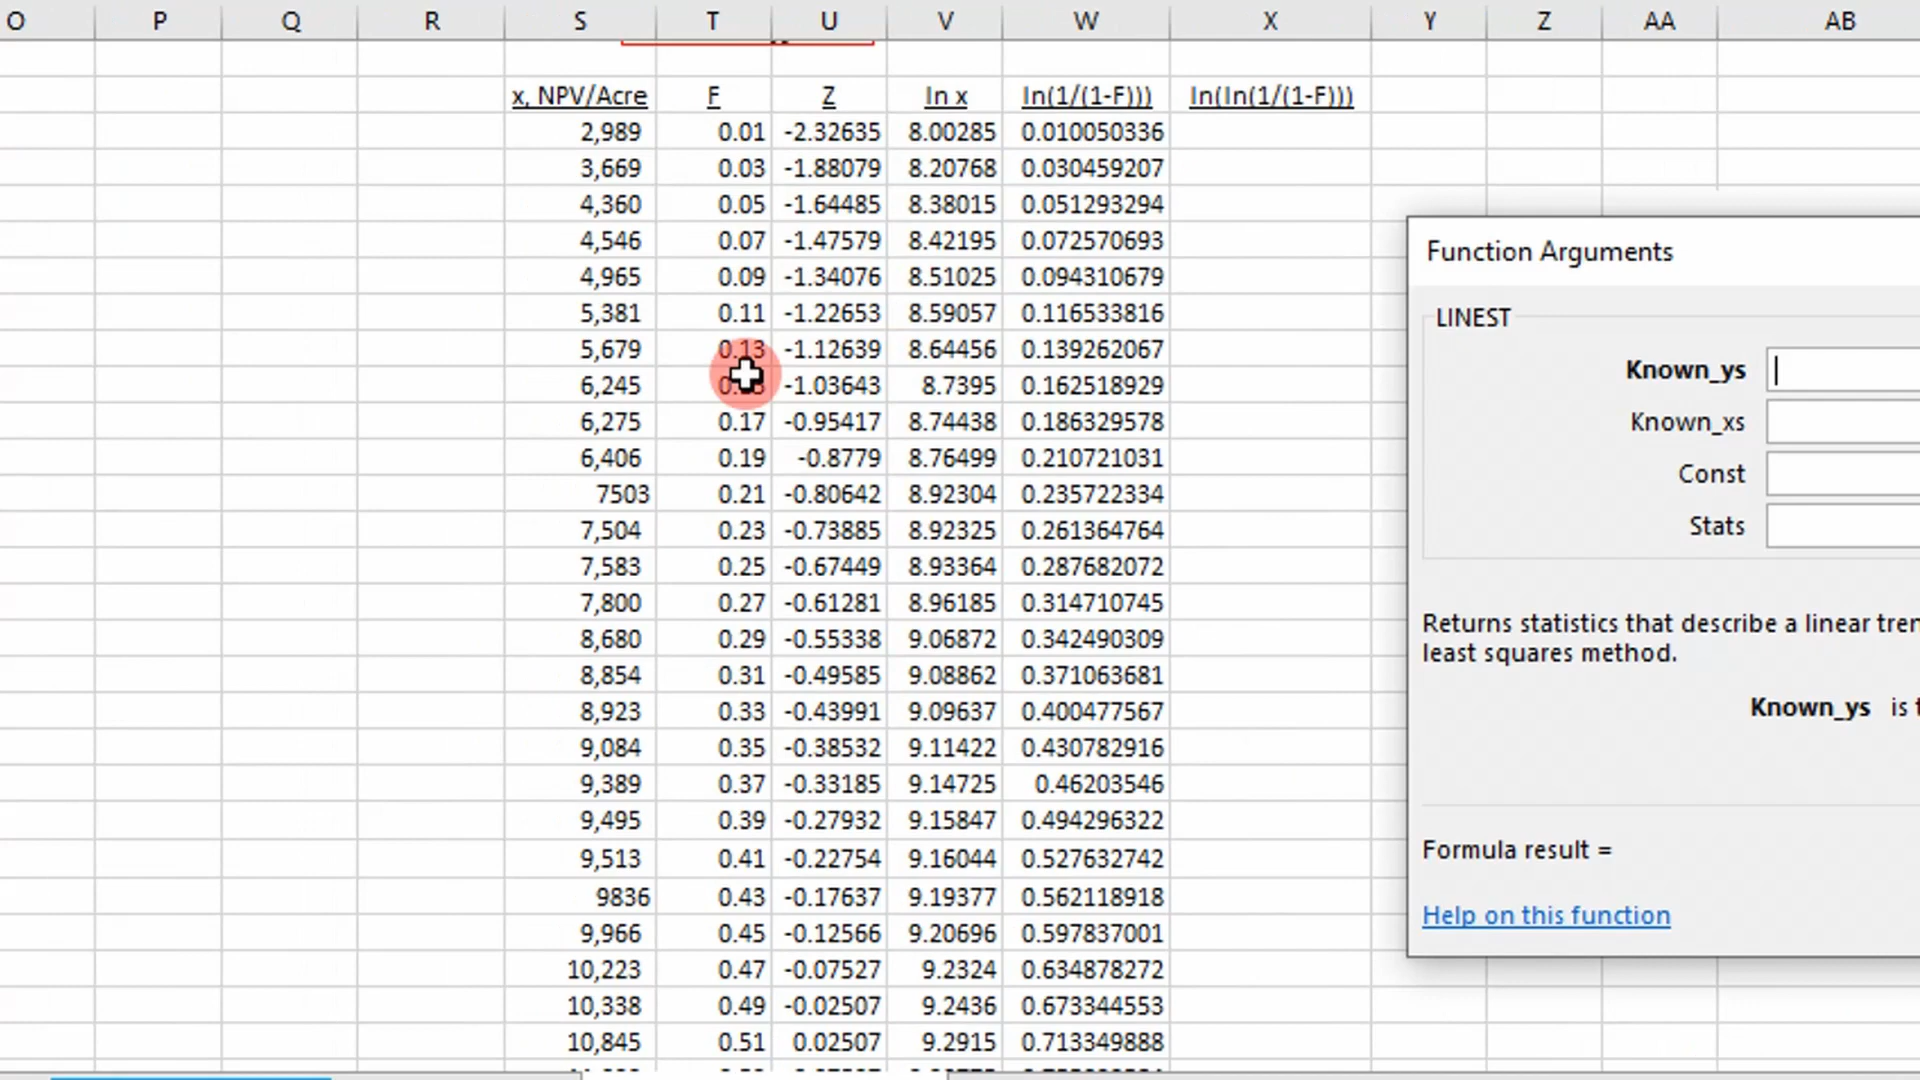 O P Q R S T U V W X Y Z AA AB
x, NPV/Acre F Z ln x ln(1/(1-F))) ln(ln(1/(1-F)))
2,989 0.01 -2.32635 8.00285 0.010050336
3,669 0.03 -1.88079 8.20768 0.030459207
4,360 0.05 -1.64485 8.38015 0.051293294
4,546 0.07 -1.47579 8.42195 0.072570693
4,965 0.09 -1.34076 8.51025 0.094310679
5,381 0.11 -1.22653 8.59057 0.116533816
5,679 0.13 -1.12639 8.64456 0.139262067
6,245 -1.03643 8.7395 0.162518929
6,275 0.17 -0.95417 8.74438 0.186329578
6,406 0.19 -0.8779 8.76499 0.210721031
7503 0.21 -0.80642 8.92304 0.235722334
7,504 0.23 -0.73885 8.92325 0.261364764
7,583 0.25 -0.67449 8.93364 0.287682072
7,800 0.27 -0.61281 8.96185 0.314710745
8,680 0.29 -0.55338 9.06872 0.342490309
8,854 0.31 -0.49585 9.08862 0.371063681
8,923 0.33 -0.43991 9.09637 0.400477567
9,084 0.35 -0.38532 9.11422 0.430782916
9,389 0.37 -0.33185 9.14725 0.46203546
9,495 0.39 -0.27932 9.15847 0.494296322
9,513 0.41 -0.22754 9.16044 0.527632742
9836 0.43 -0.17637 9.19377 0.562118918
9,966 0.45 -0.12566 9.20696 0.597837001
10,223 0.47 -0.07527 9.2324 0.634878272
10,338 0.49 -0.02507 9.2436 0.673344553
10,845 0.51 0.02507 9.2915 0.713349888
Function Arguments
LINEST
Known_ys
Known_xs
Const
Stats
Returns statistics that describe a linear tren
least squares method.
Known_ys is t
Formula result =
Help on this function